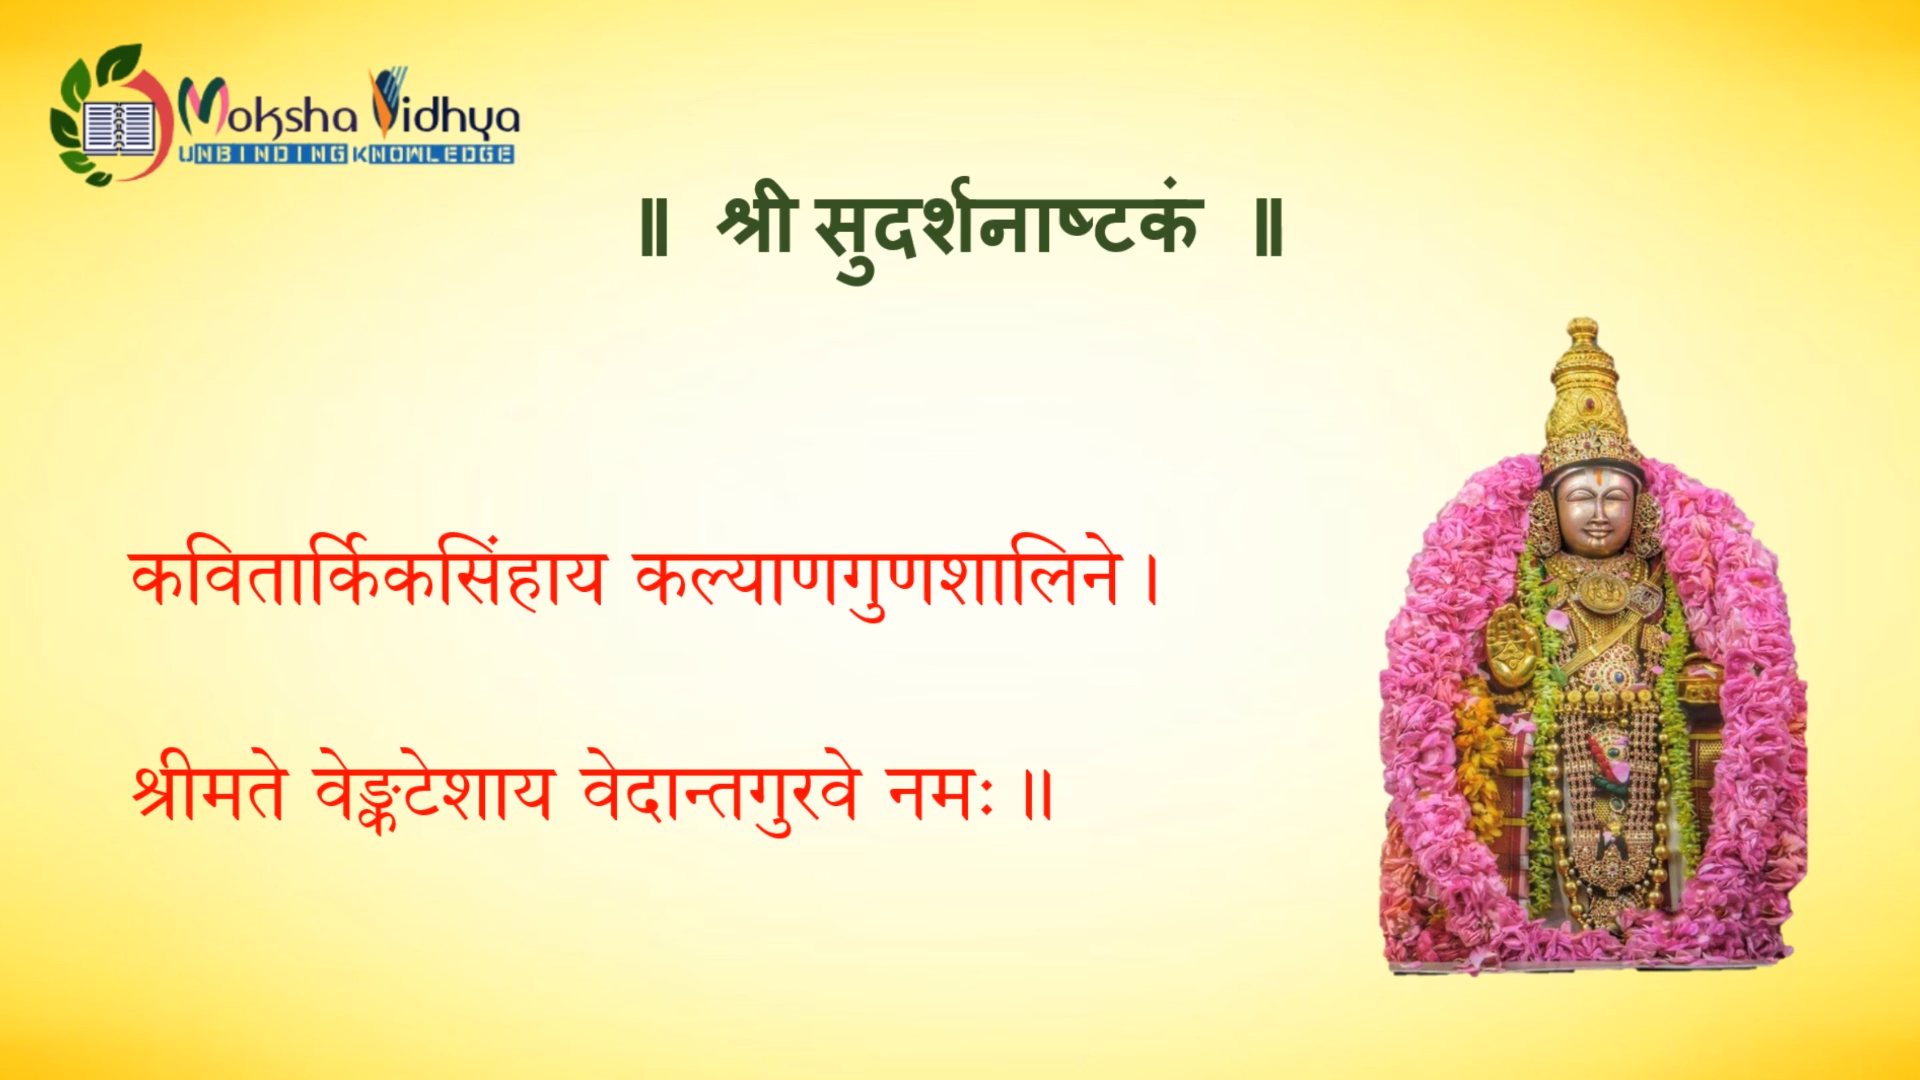 Moksha Vidhya
UNBINDING KNOWLEDGE
॥ श्री सुदर्शनाष्टकं ॥
कवितार्किकसिंहाय कल्याणगुणशालिने ।
श्रीमते वेङ्कटेशाय वेदान्तगुरवे नमः ॥